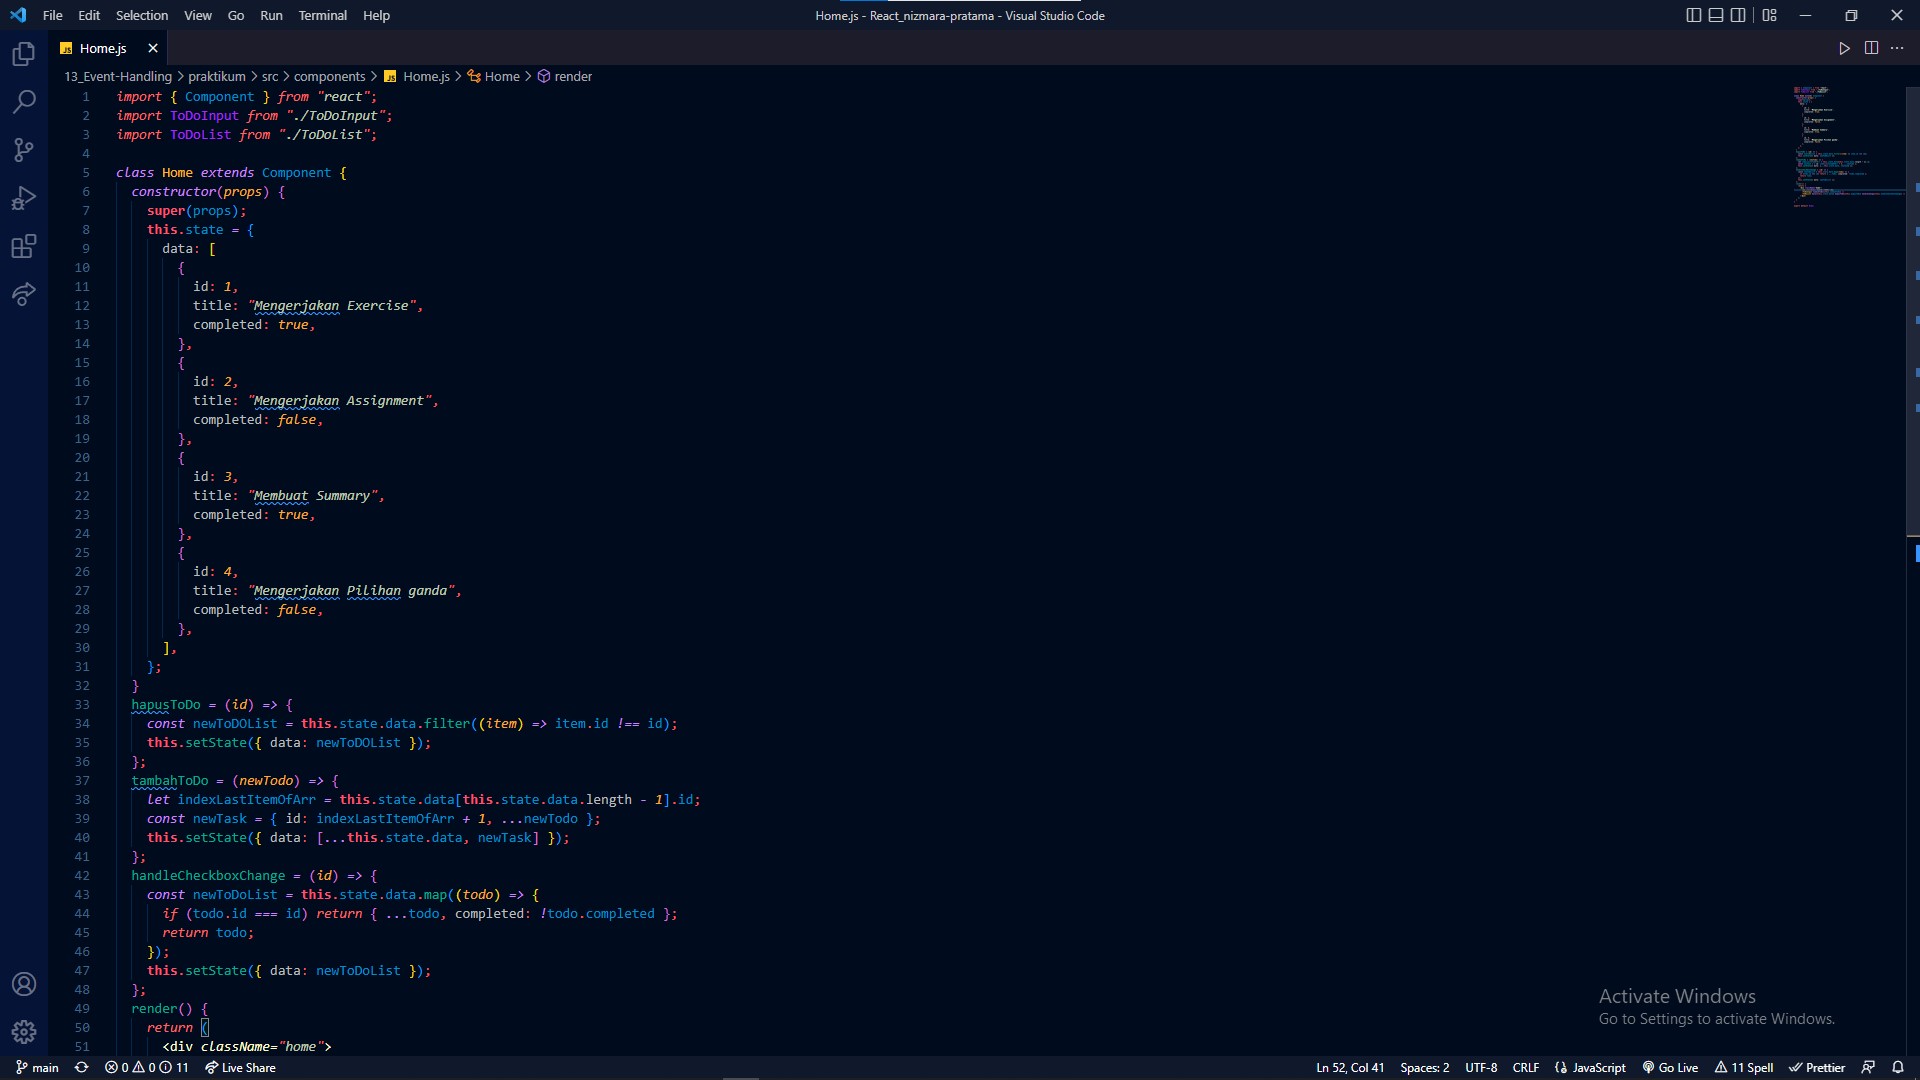 File Edit Selection View Go Run Terminal Help
Home.js - React_nizmara-pratama - Visual Studio Code
JS Home.js
13_Event-Handling > praktikum > src > components > JS Home.js > Home > render
1 import { Component } from "react";
2 import ToDoInput from "./ToDoInput";
3 import ToDoList from "./ToDoList";
4
5 class Home extends Component {
6 constructor(props) {
7 super(props);
8 this.state = {
9 data: [
10 {
11 id: 1,
12 title: "Mengerjakan Exercise",
13 completed: true,
14 },
15 {
16 id: 2,
17 title: "Mengerjakan Assignment",
18 completed: false,
19 },
20 {
21 id: 3,
22 title: "Membuat Summary",
23 completed: true,
24 },
25 {
26 id: 4,
27 title: "Mengerjakan Pilihan ganda",
28 completed: false,
29 },
30 ],
31 };
32 }
33 hapusToDo = (id) => {
34 const newToDOList = this.state.data.filter((item) => item.id !== id);
35 this.setState({ data: newToDOList });
36 };
37 tambahToDo = (newTodo) => {
38 let indexLastItemOfArr = this.state.data[this.state.data.length - 1].id;
39 const newTask = { id: indexLastItemOfArr + 1, ...newTodo };
40 this.setState({ data: [...this.state.data, newTask] });
41 };
42 handleCheckboxChange = (id) => {
43 const newToDoList = this.state.data.map((todo) => {
44 if (todo.id === id) return { ...todo, completed: !todo.completed };
45 return todo;
46 });
47 this.setState({ data: newToDoList });
48 };
49 render() {
50 return (
51 <div className="home">
Activate Windows
Go to Settings to activate Windows.
main 0 0 11 Live Share Ln 52, Col 41 Spaces: 2 UTF-8 CRLF JavaScript Go Live 11 Spell Prettier